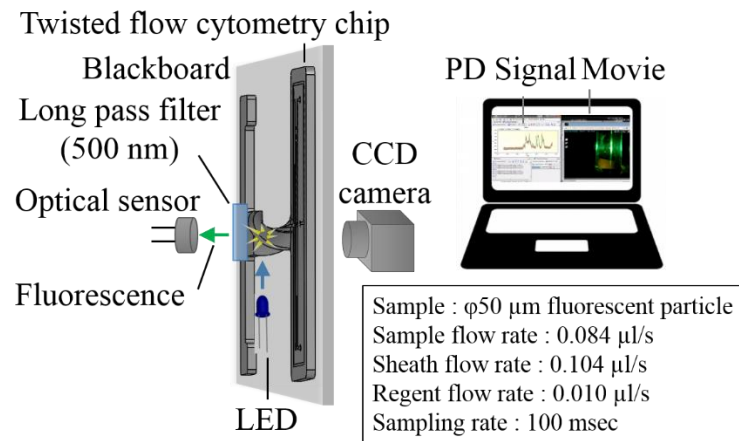 Twisted flow cytometry chip
Blackboard
Long pass filter
(500 nm)
Optical sensor
Fluorescence
LED
CCD
camera
PD Signal Movie
Sample : φ50 μm fluorescent particle
Sample flow rate : 0.084 μl/s
Sheath flow rate : 0.104 μl/s
Regent flow rate : 0.010 μl/s
Sampling rate : 100 msec